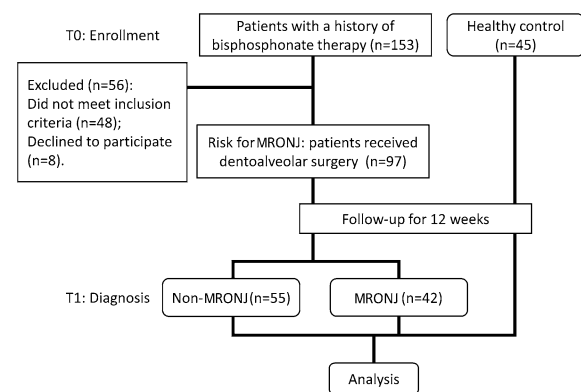 T0: Enrollment
Patients with a history of
bisphosphonate therapy (n=153)
Healthy control
(n=45)
Excluded (n=56):
Did not meet inclusion
criteria (n=48);
Declined to participate
(n=8).
Risk for MRONJ: patients received
dentoalveolar surgery (n=97)
Follow-up for 12 weeks
T1: Diagnosis
Non-MRONJ (n=55)
MRONJ (n=42)
Analysis